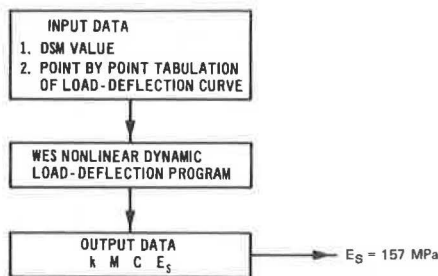 INPUT DATA
1. DSM VALUE
2. POINT BY POINT TABULATION
OF LOAD-DEFLECTION CURVE
WES NONLINEAR DYNAMIC
LOAD-DEFLECTION PROGRAM
OUTPUT DATA
k M C Es
Es = 157 MPa